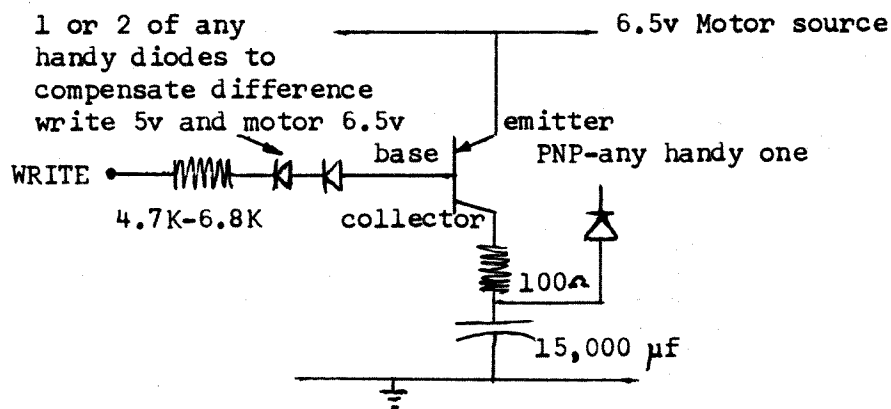 1 or 2 of any
handy diodes to
compensate difference
write 5v and motor 6.5v
6.5v Motor source
emitter
base
PNP-any handy one
WRITE
4.7K-6.8K
collector
100Ω
15,000 µf